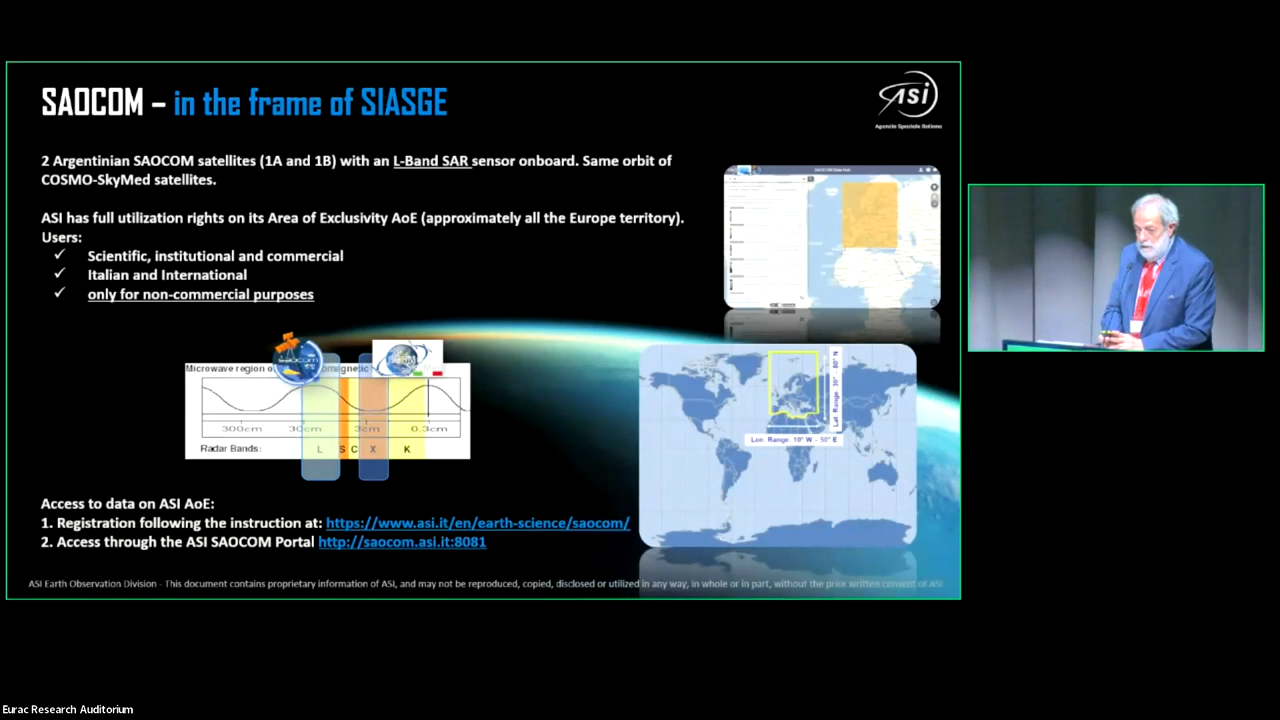 SAOCOM – in the frame of SIASGE
asi
Agenzia Spaziale Italiana
2 Argentinian SAOCOM satellites (1A and 1B) with an L-Band SAR sensor onboard. Same orbit of
COSMO-SkyMed satellites.
ASI has full utilization rights on its Area of Exclusivity AoE (approximately all the Europe territory).
Users:
✓ Scientific, institutional and commercial
✓ Italian and International
✓ only for non-commercial purposes
Microwave region o
300cm 30cm 3cm 0.3cm
Radar Bands: L S C X K
Lat. Range: 30° - 80° N
Lon. Range: 10° W - 50° E
Access to data on ASI AoE:
1. Registration following the instruction at: https://www.asi.it/en/earth-science/saocom/
2. Access through the ASI SAOCOM Portal http://saocom.asi.it:8081
ASI Earth Observation Division - This document contains proprietary information of ASI, and may not be reproduced, copied, disclosed or utilized in any way, in whole or in part, without the prior written consent of ASI.
Eurac Research Auditorium